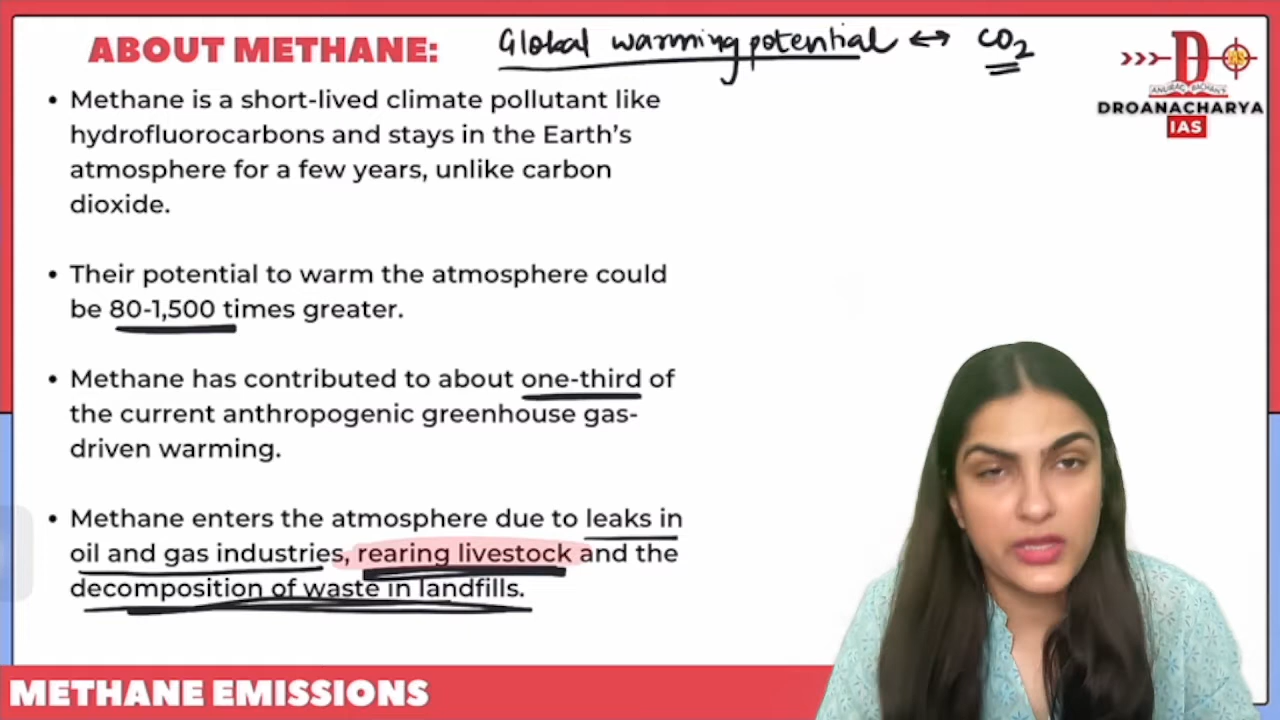 ABOUT METHANE:
Global warming potential ↔ CO2
• Methane is a short-lived climate pollutant like
hydrofluorocarbons and stays in the Earth's
atmosphere for a few years, unlike carbon
dioxide.
• Their potential to warm the atmosphere could
be 80-1,500 times greater.
• Methane has contributed to about one-third of
the current anthropogenic greenhouse gas-
driven warming.
• Methane enters the atmosphere due to leaks in
oil and gas industries, rearing livestock and the
decomposition of waste in landfills.
D
IAS
ANURAG BACHAN'S
DROANACHARYA
IAS
METHANE EMISSIONS